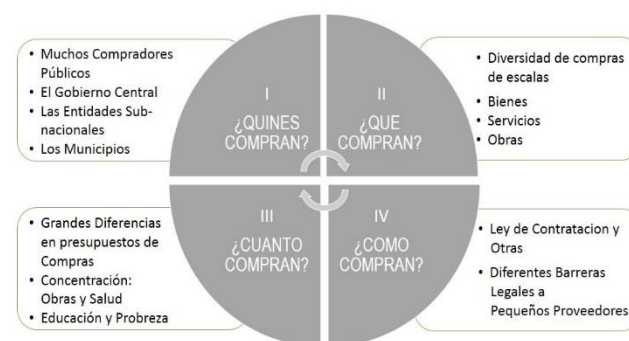 • Muchos Compradores
Públicos
• El Gobierno Central
• Las Entidades Sub-
nacionales
• Los Municipios
I
¿QUINES
COMPRAN?
II
¿QUE
COMPRAN?
• Diversidad de compras
de escalas
• Bienes
• Servicios
• Obras
• Grandes Diferencias
en presupuestos de
Compras
• Concentración:
Obras y Salud
• Educación y Probreza
III
¿CUANTO
COMPRAN?
IV
¿COMO
COMPRAN?
• Ley de Contratacion y
Otras
• Diferentes Barreras
Legales a
Pequeños Proveedores